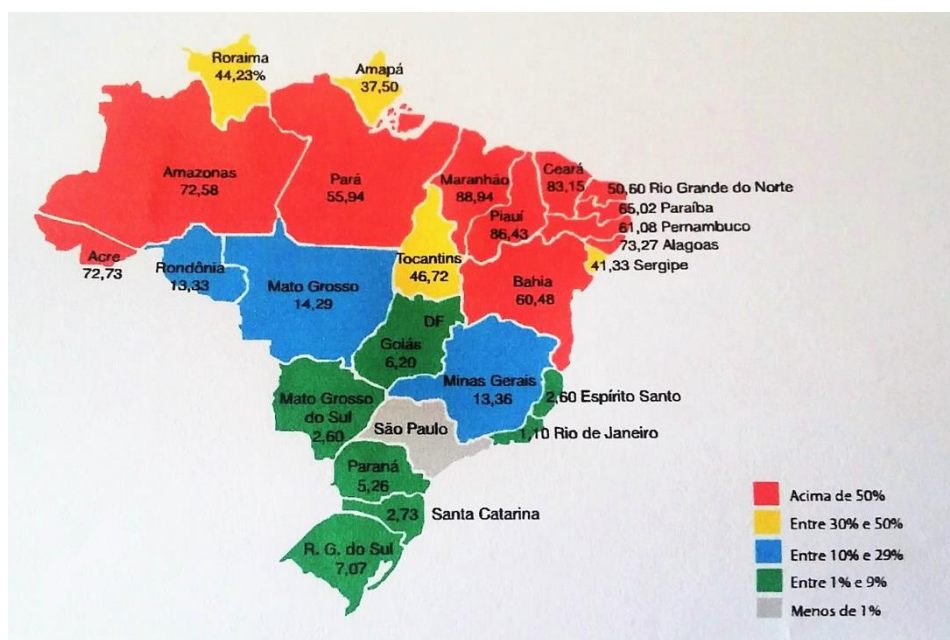 Roraima
44,23%
Amapá
37,50
Amazonas
72,58
Pará
55,94
Maranhão
88,94
Ceará
83,15
Piauí
86,43
50,60 Rio Grande do Norte
65,02 Paraíba
61,08 Pernambuco
73,27 Alagoas
41,33 Sergipe
Acre
72,73
Rondônia
13,33
Mato Grosso
14,29
Tocantins
46,72
Bahia
60,48
DF
Goiás
6,20
Minas Gerais
13,36
Mato Grosso
do Sul
2,60
São Paulo
2,60 Espírito Santo
1,10 Rio de Janeiro
Paraná
5,26
2,73 Santa Catarina
R. G. do Sul
7,07
Acima de 50%
Entre 30% e 50%
Entre 10% e 29%
Entre 1% e 9%
Menos de 1%